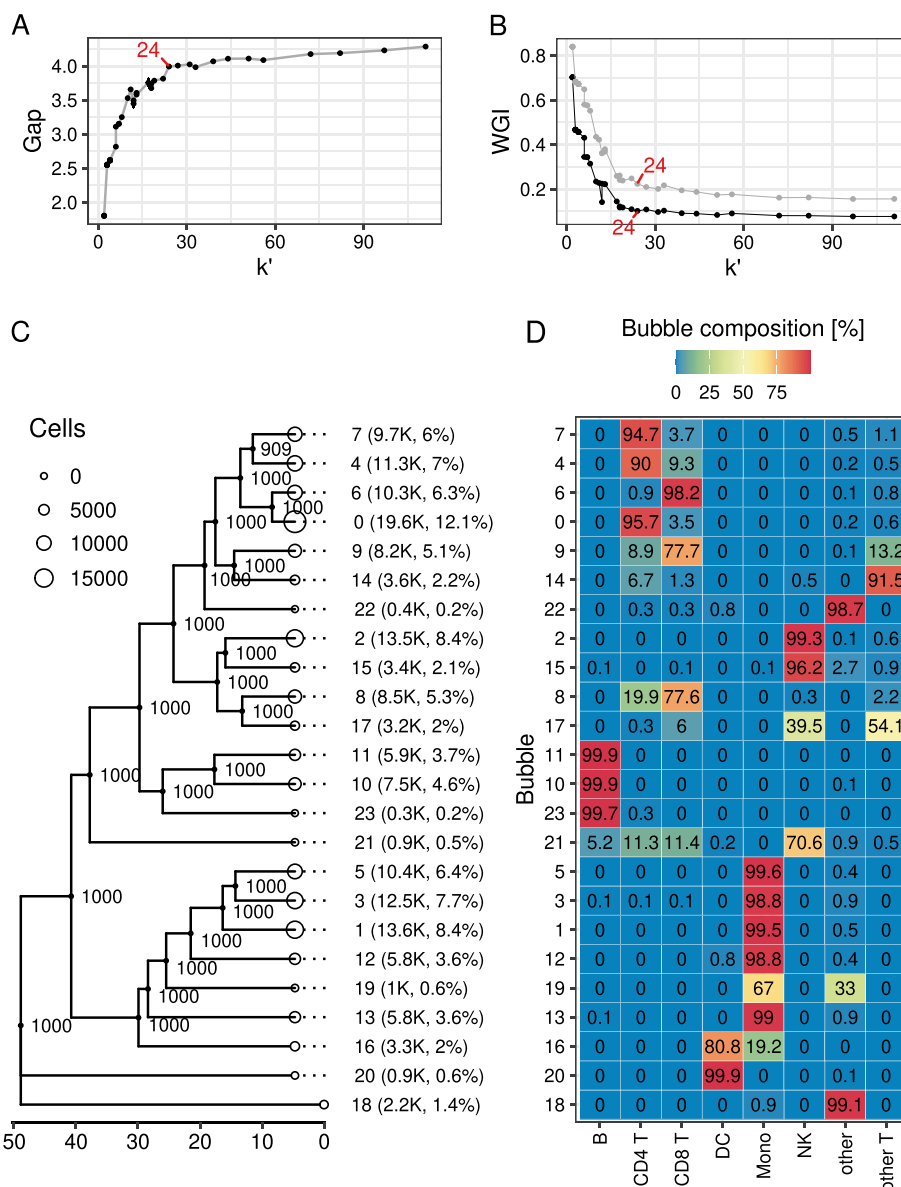 A
24
4.0
3.5
3.0
2.5
2.0
Gap
0 30 60 90
k'
B
0.8
0.6
0.4
0.2
WGI
24
24
0 30 60 90
k'
C
Cells
0
5000
10000
15000
7 (9.7K, 6%)
909
4 (11.3K, 7%)
1000
6 (10.3K, 6.3%)
1000
0 (19.6K, 12.1%)
1000
9 (8.2K, 5.1%)
1000
1000
14 (3.6K, 2.2%)
22 (0.4K, 0.2%)
1000
2 (13.5K, 8.4%)
1000
15 (3.4K, 2.1%)
1000
8 (8.5K, 5.3%)
1000
1000
17 (3.2K, 2%)
11 (5.9K, 3.7%)
1000
1000
10 (7.5K, 4.6%)
1000
23 (0.3K, 0.2%)
21 (0.9K, 0.5%)
5 (10.4K, 6.4%)
1000
1000
3 (12.5K, 7.7%)
1000
1 (13.6K, 8.4%)
1000
12 (5.8K, 3.6%)
1000
19 (1K, 0.6%)
1000
13 (5.8K, 3.6%)
1000
1000
16 (3.3K, 2%)
20 (0.9K, 0.6%)
18 (2.2K, 1.4%)
50 40 30 20 10 0
D
Bubble composition [%]
0 25 50 75
Bubble
7 0 94.7 3.7 0 0 0 0.5 1.1
4 0 90 9.3 0 0 0 0.2 0.5
6 0 0.9 98.2 0 0 0 0.1 0.8
0 0 95.7 3.5 0 0 0 0.2 0.6
9 0 8.9 77.7 0 0 0 0.1 13.2
14 0 6.7 1.3 0 0 0.5 0 91.5
22 0 0.3 0.3 0.8 0 0 98.7 0
2 0 0 0 0 0 99.3 0.1 0.6
15 0.1 0 0.1 0 0.1 96.2 2.7 0.9
8 0 19.9 77.6 0 0 0.3 0 2.2
17 0 0.3 6 0 0 39.5 0 54.1
11 99.9 0 0 0 0 0 0 0
10 99.9 0 0 0 0 0 0.1 0
23 99.7 0.3 0 0 0 0 0 0
21 5.2 11.3 11.4 0.2 0 70.6 0.9 0.5
5 0 0 0 0 99.6 0 0.4 0
3 0.1 0.1 0.1 0 98.8 0 0.9 0
1 0 0 0 0 99.5 0 0.5 0
12 0 0 0 0.8 98.8 0 0.4 0
19 0 0 0 0 67 0 33 0
13 0.1 0 0 0 99 0 0.9 0
16 0 0 0 80.8 19.2 0 0 0
20 0 0 0 99.9 0 0 0.1 0
18 0 0 0 0 0.9 0 99.1 0
B CD4 T CD8 T DC Mono NK other other T